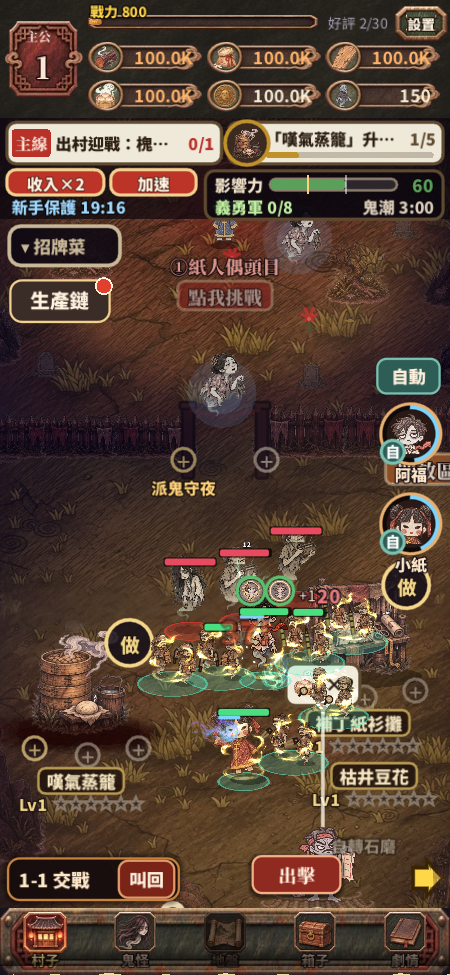 戰力 800
好評 2/30
設置
主公
1
100.0K
100.0K
100.0K
100.0K
100.0K
150
主線 出村迎戰：槐⋯ 0/1
「嘆氣蒸籠」升⋯ 1/5
收入×2
加速
影響力
60
新手保護 19:16
義勇軍 0/8
鬼潮 3:00
▼招牌菜
①紙人偶頭目
點我挑戰
生產鏈
自動
自
阿福
派鬼守夜
自
小紙
12
+120
做
做
補丁紙衫攤
嘆氣蒸籠
Lv1
枯井豆花
Lv1
自轉石磨
1-1 交戰
叫回
出擊
村子
鬼怪
地盤
箱子
劇情